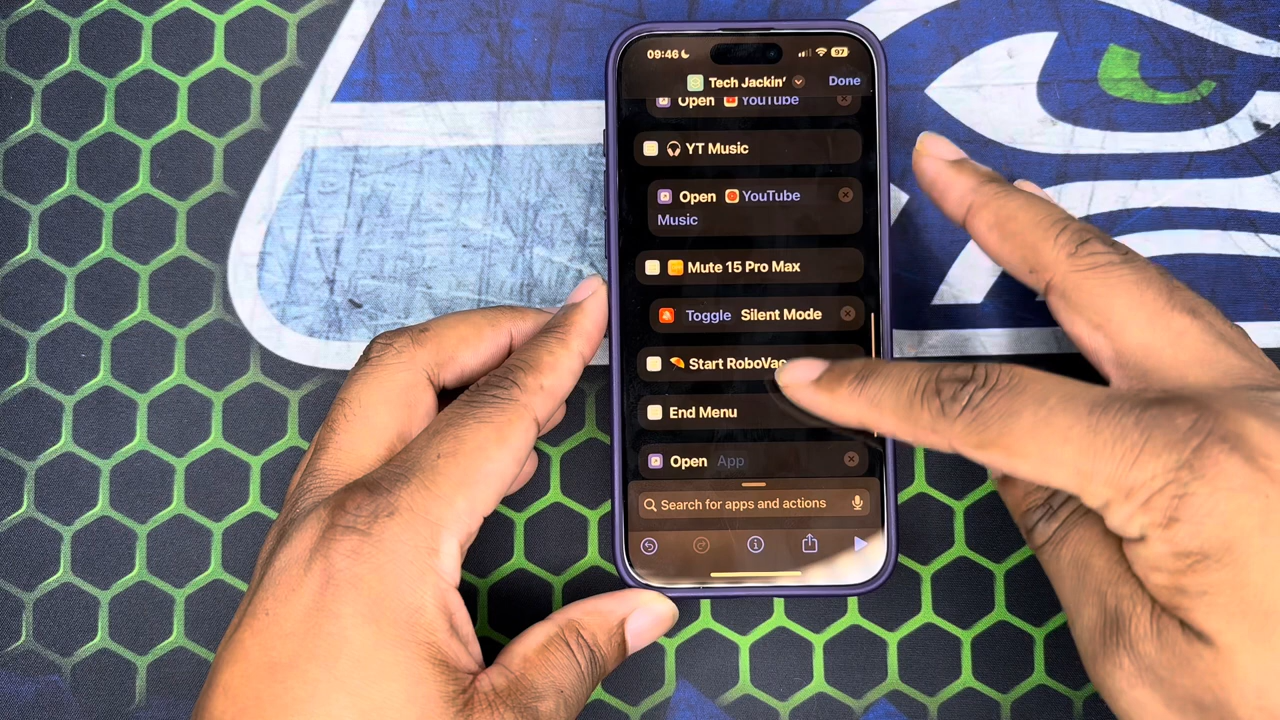 09:46
97
Tech Jackin' Done
Open YouTube
YT Music
Open YouTube
Music
Mute 15 Pro Max
Toggle Silent Mode
Start RoboVac
End Menu
Open App
Search for apps and actions